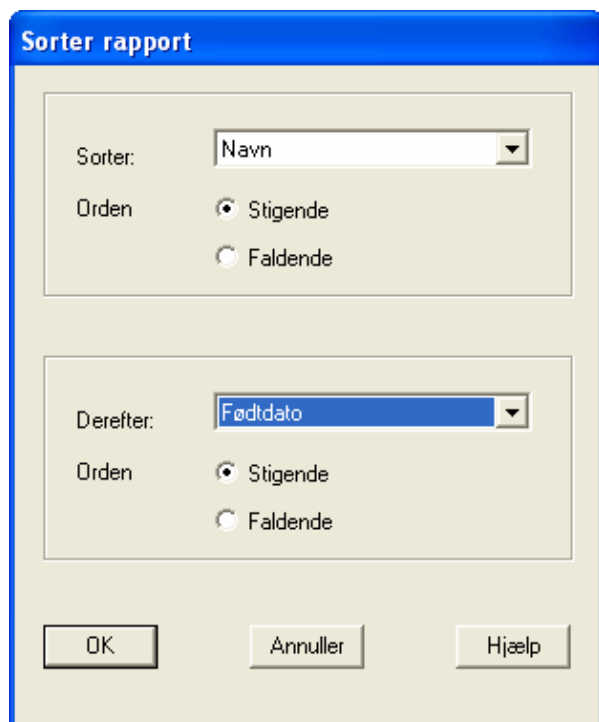 Sorter rapport
Sorter: Navn
Orden Stigende
Faldende
Derefter: Fødtdato
Orden Stigende
Faldende
OK Annuller Hjælp